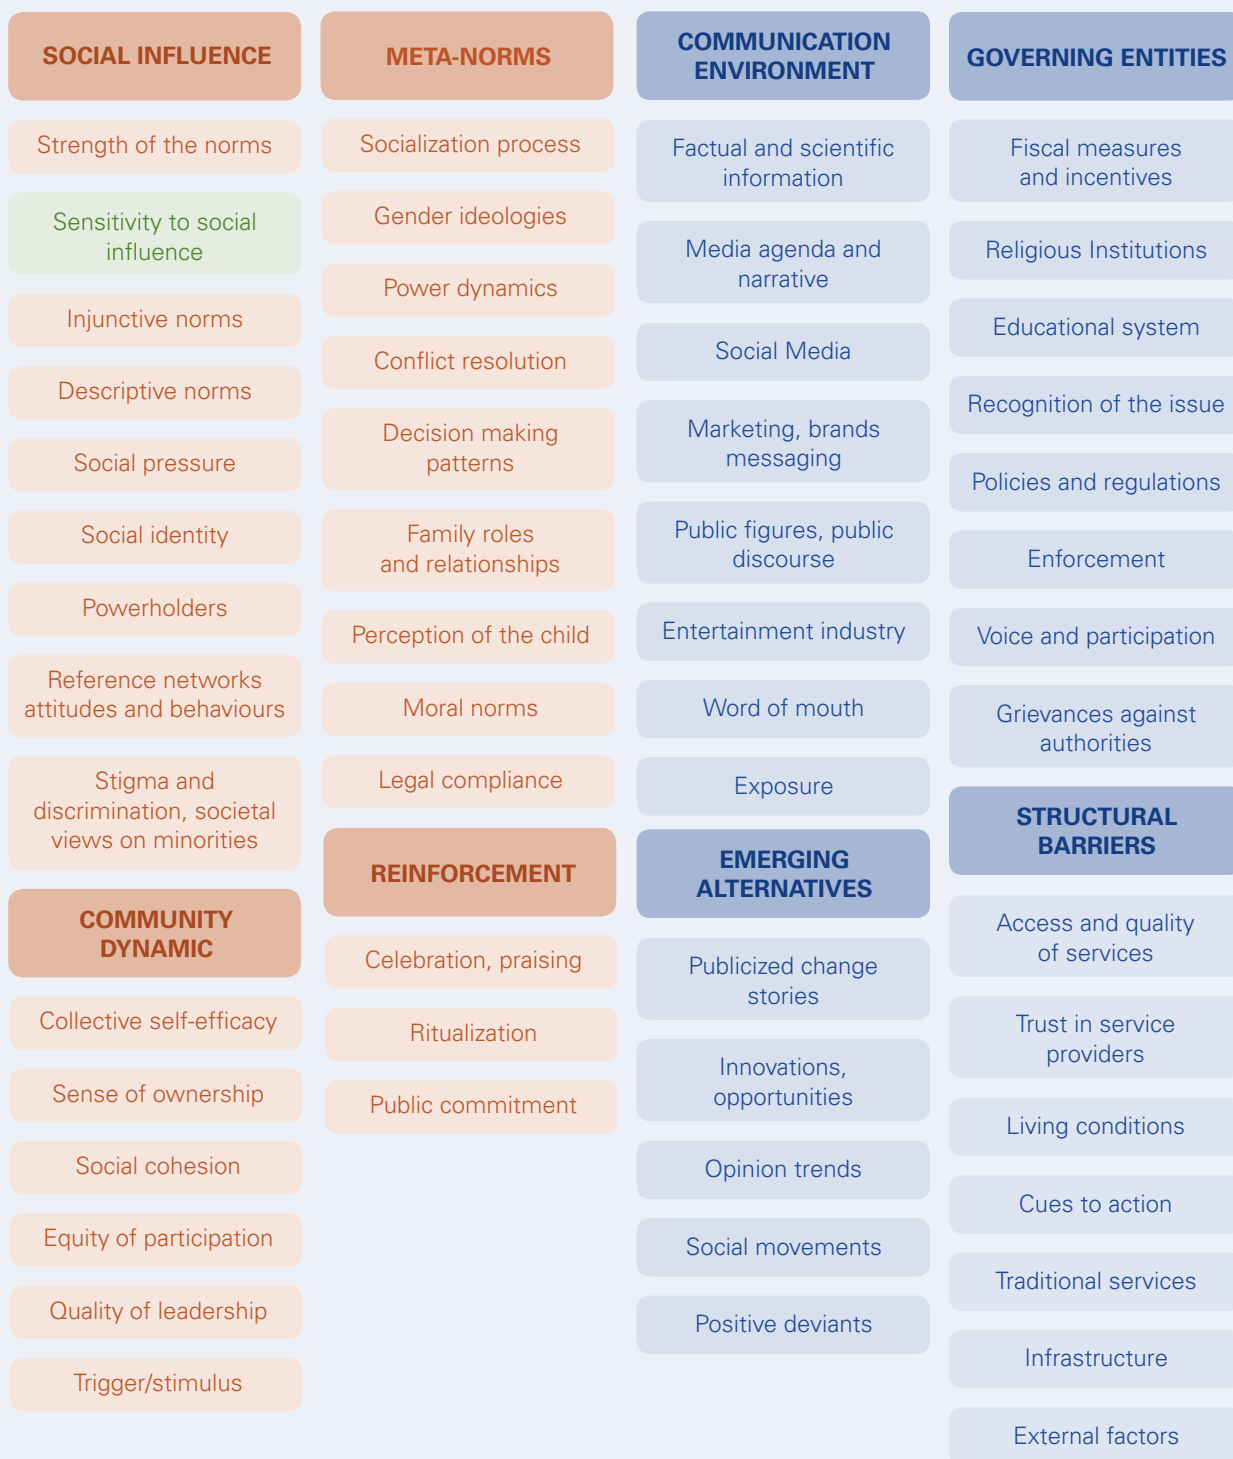 SOCIAL INFLUENCE
Strength of the norms
Sensitivity to social
influence
Injunctive norms
Descriptive norms
Social pressure
Social identity
Powerholders
Reference networks
attitudes and behaviours
Stigma and
discrimination, societal
views on minorities
COMMUNITY
DYNAMIC
Collective self-efficacy
Sense of ownership
Social cohesion
Equity of participation
Quality of leadership
Trigger/stimulus
META-NORMS
Socialization process
Gender ideologies
Power dynamics
Conflict resolution
Decision making
patterns
Family roles
and relationships
Perception of the child
Moral norms
Legal compliance
REINFORCEMENT
Celebration, praising
Ritualization
Public commitment
COMMUNICATION
ENVIRONMENT
Factual and scientific
information
Media agenda and
narrative
Social Media
Marketing, brands
messaging
Public figures, public
discourse
Entertainment industry
Word of mouth
Exposure
EMERGING
ALTERNATIVES
Publicized change
stories
Innovations,
opportunities
Opinion trends
Social movements
Positive deviants
GOVERNING ENTITIES
Fiscal measures
and incentives
Religious Institutions
Educational system
Recognition of the issue
Policies and regulations
Enforcement
Voice and participation
Grievances against
authorities
STRUCTURAL
BARRIERS
Access and quality
of services
Trust in service
providers
Living conditions
Cues to action
Traditional services
Infrastructure
External factors